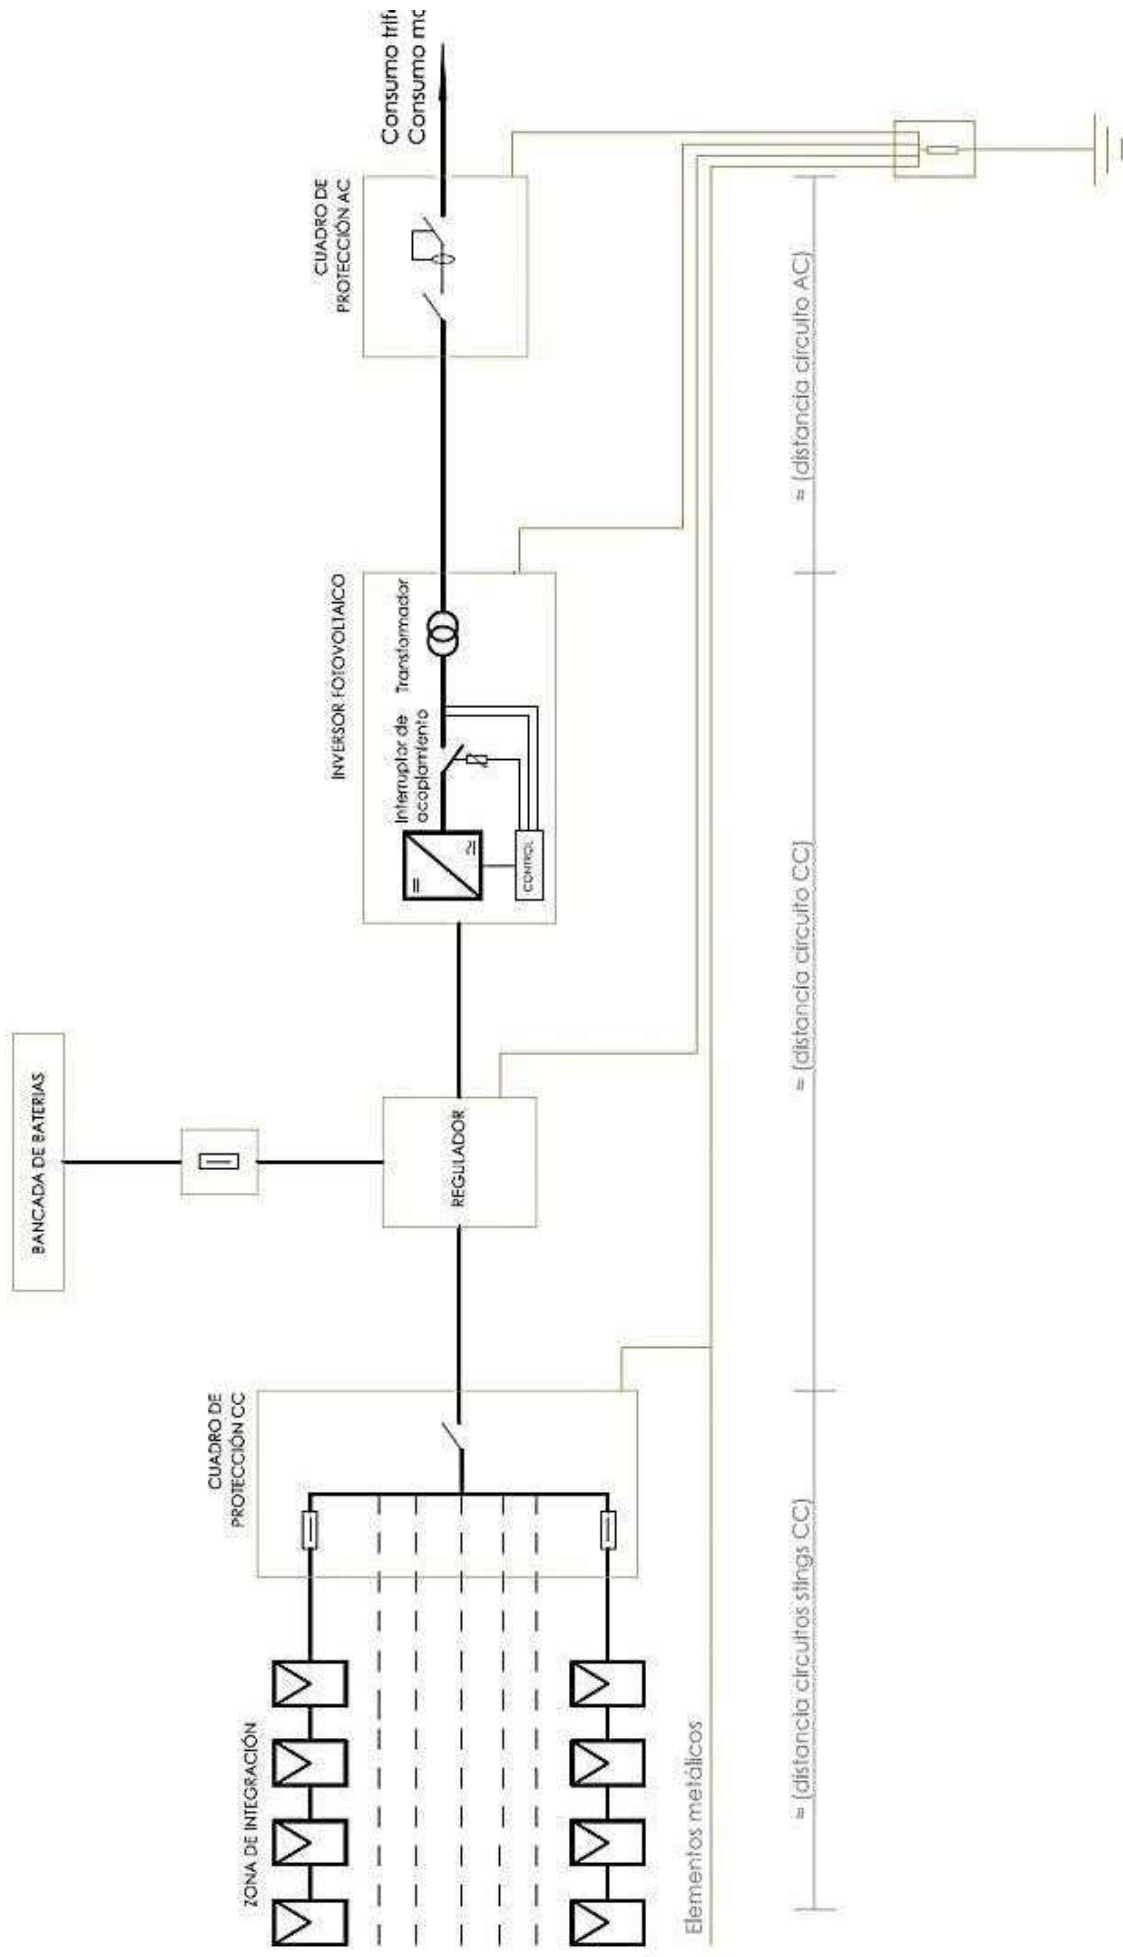 BANCADA DE BATERIAS
ZONA DE INTEGRACIÓN
CUADRO DE
PROTECCIÓN CC
REGULADOR
INVERSOR FOTOVOLTAICO
Interruptor de
acoplamiento
Transformador
=
≃
CONTROL
CUADRO DE
PROTECCIÓN AC
Consumo trif
Consumo mo
Elementos metálicos
= (distancia circuitos stings CC)
= (distancia circuito CC)
= (distancia circuito AC)